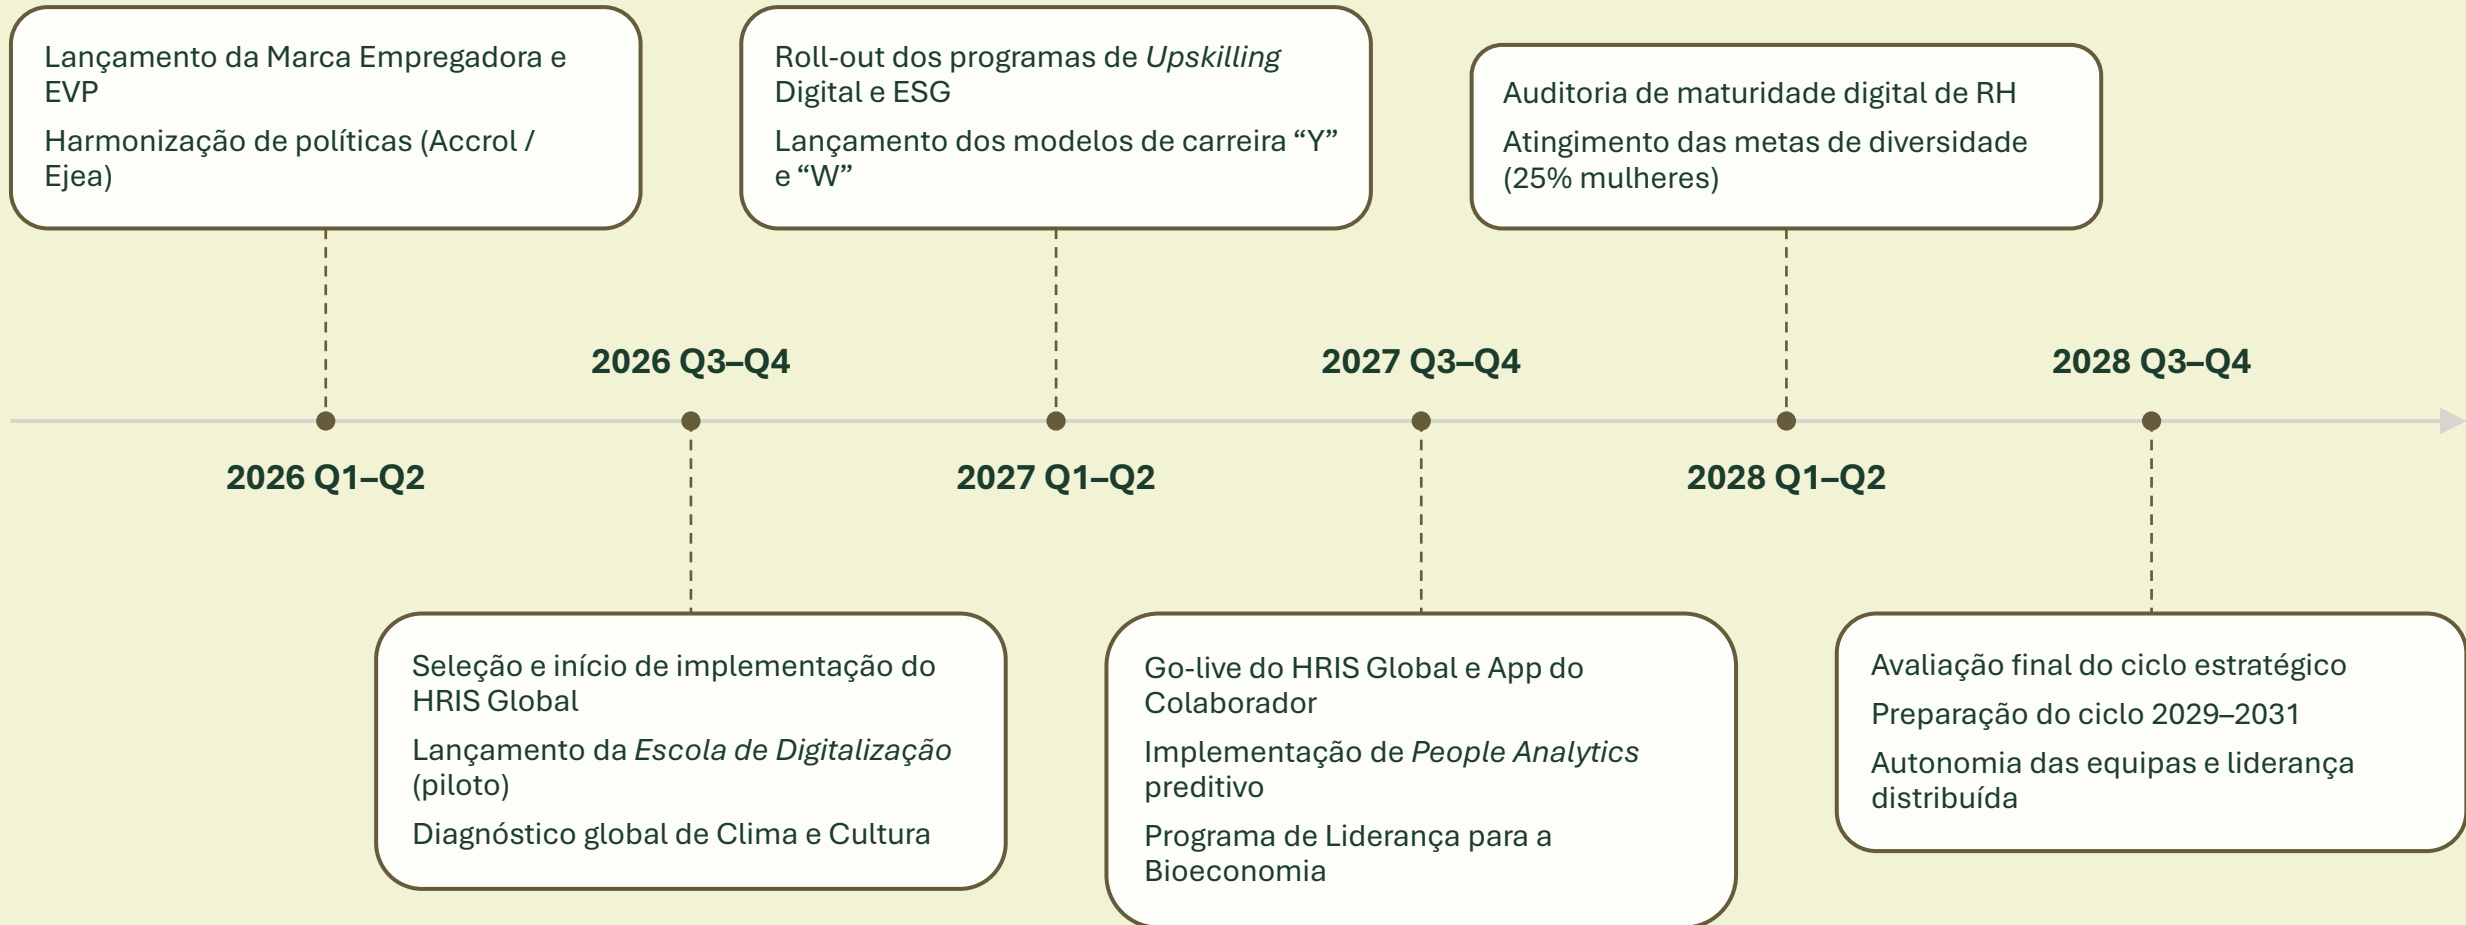 Lançamento da Marca Empregadora e
EVP
Harmonização de políticas (Accrol /
Ejea)
Roll-out dos programas de Upskilling
Digital e ESG
Lançamento dos modelos de carreira “Y”
e “W”
Auditoria de maturidade digital de RH
Atingimento das metas de diversidade
(25% mulheres)
2026 Q3–Q4
2027 Q3–Q4
2028 Q3–Q4
2026 Q1–Q2
2027 Q1–Q2
2028 Q1–Q2
Seleção e início de implementação do
HRIS Global
Lançamento da Escola de Digitalização
(piloto)
Diagnóstico global de Clima e Cultura
Go-live do HRIS Global e App do
Colaborador
Implementação de People Analytics
preditivo
Programa de Liderança para a
Bioeconomia
Avaliação final do ciclo estratégico
Preparação do ciclo 2029–2031
Autonomia das equipas e liderança
distribuída